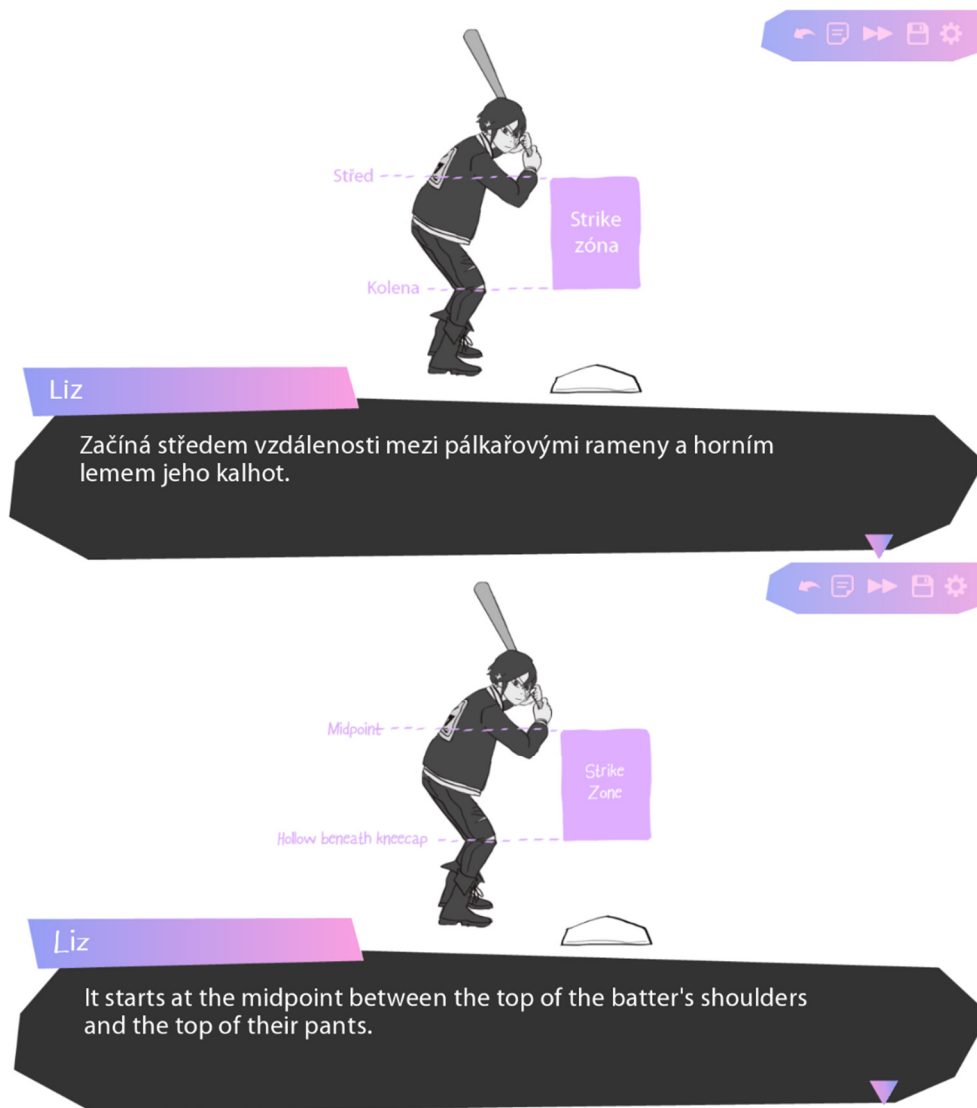 Střed
Strike
zóna
Kolena
Liz
Začíná středem vzdálenosti mezi pálkařovými rameny a horním
lemem jeho kalhot.
Midpoint
Strike
Zone
Hollow beneath kneecap
Liz
It starts at the midpoint between the top of the batter's shoulders
and the top of their pants.